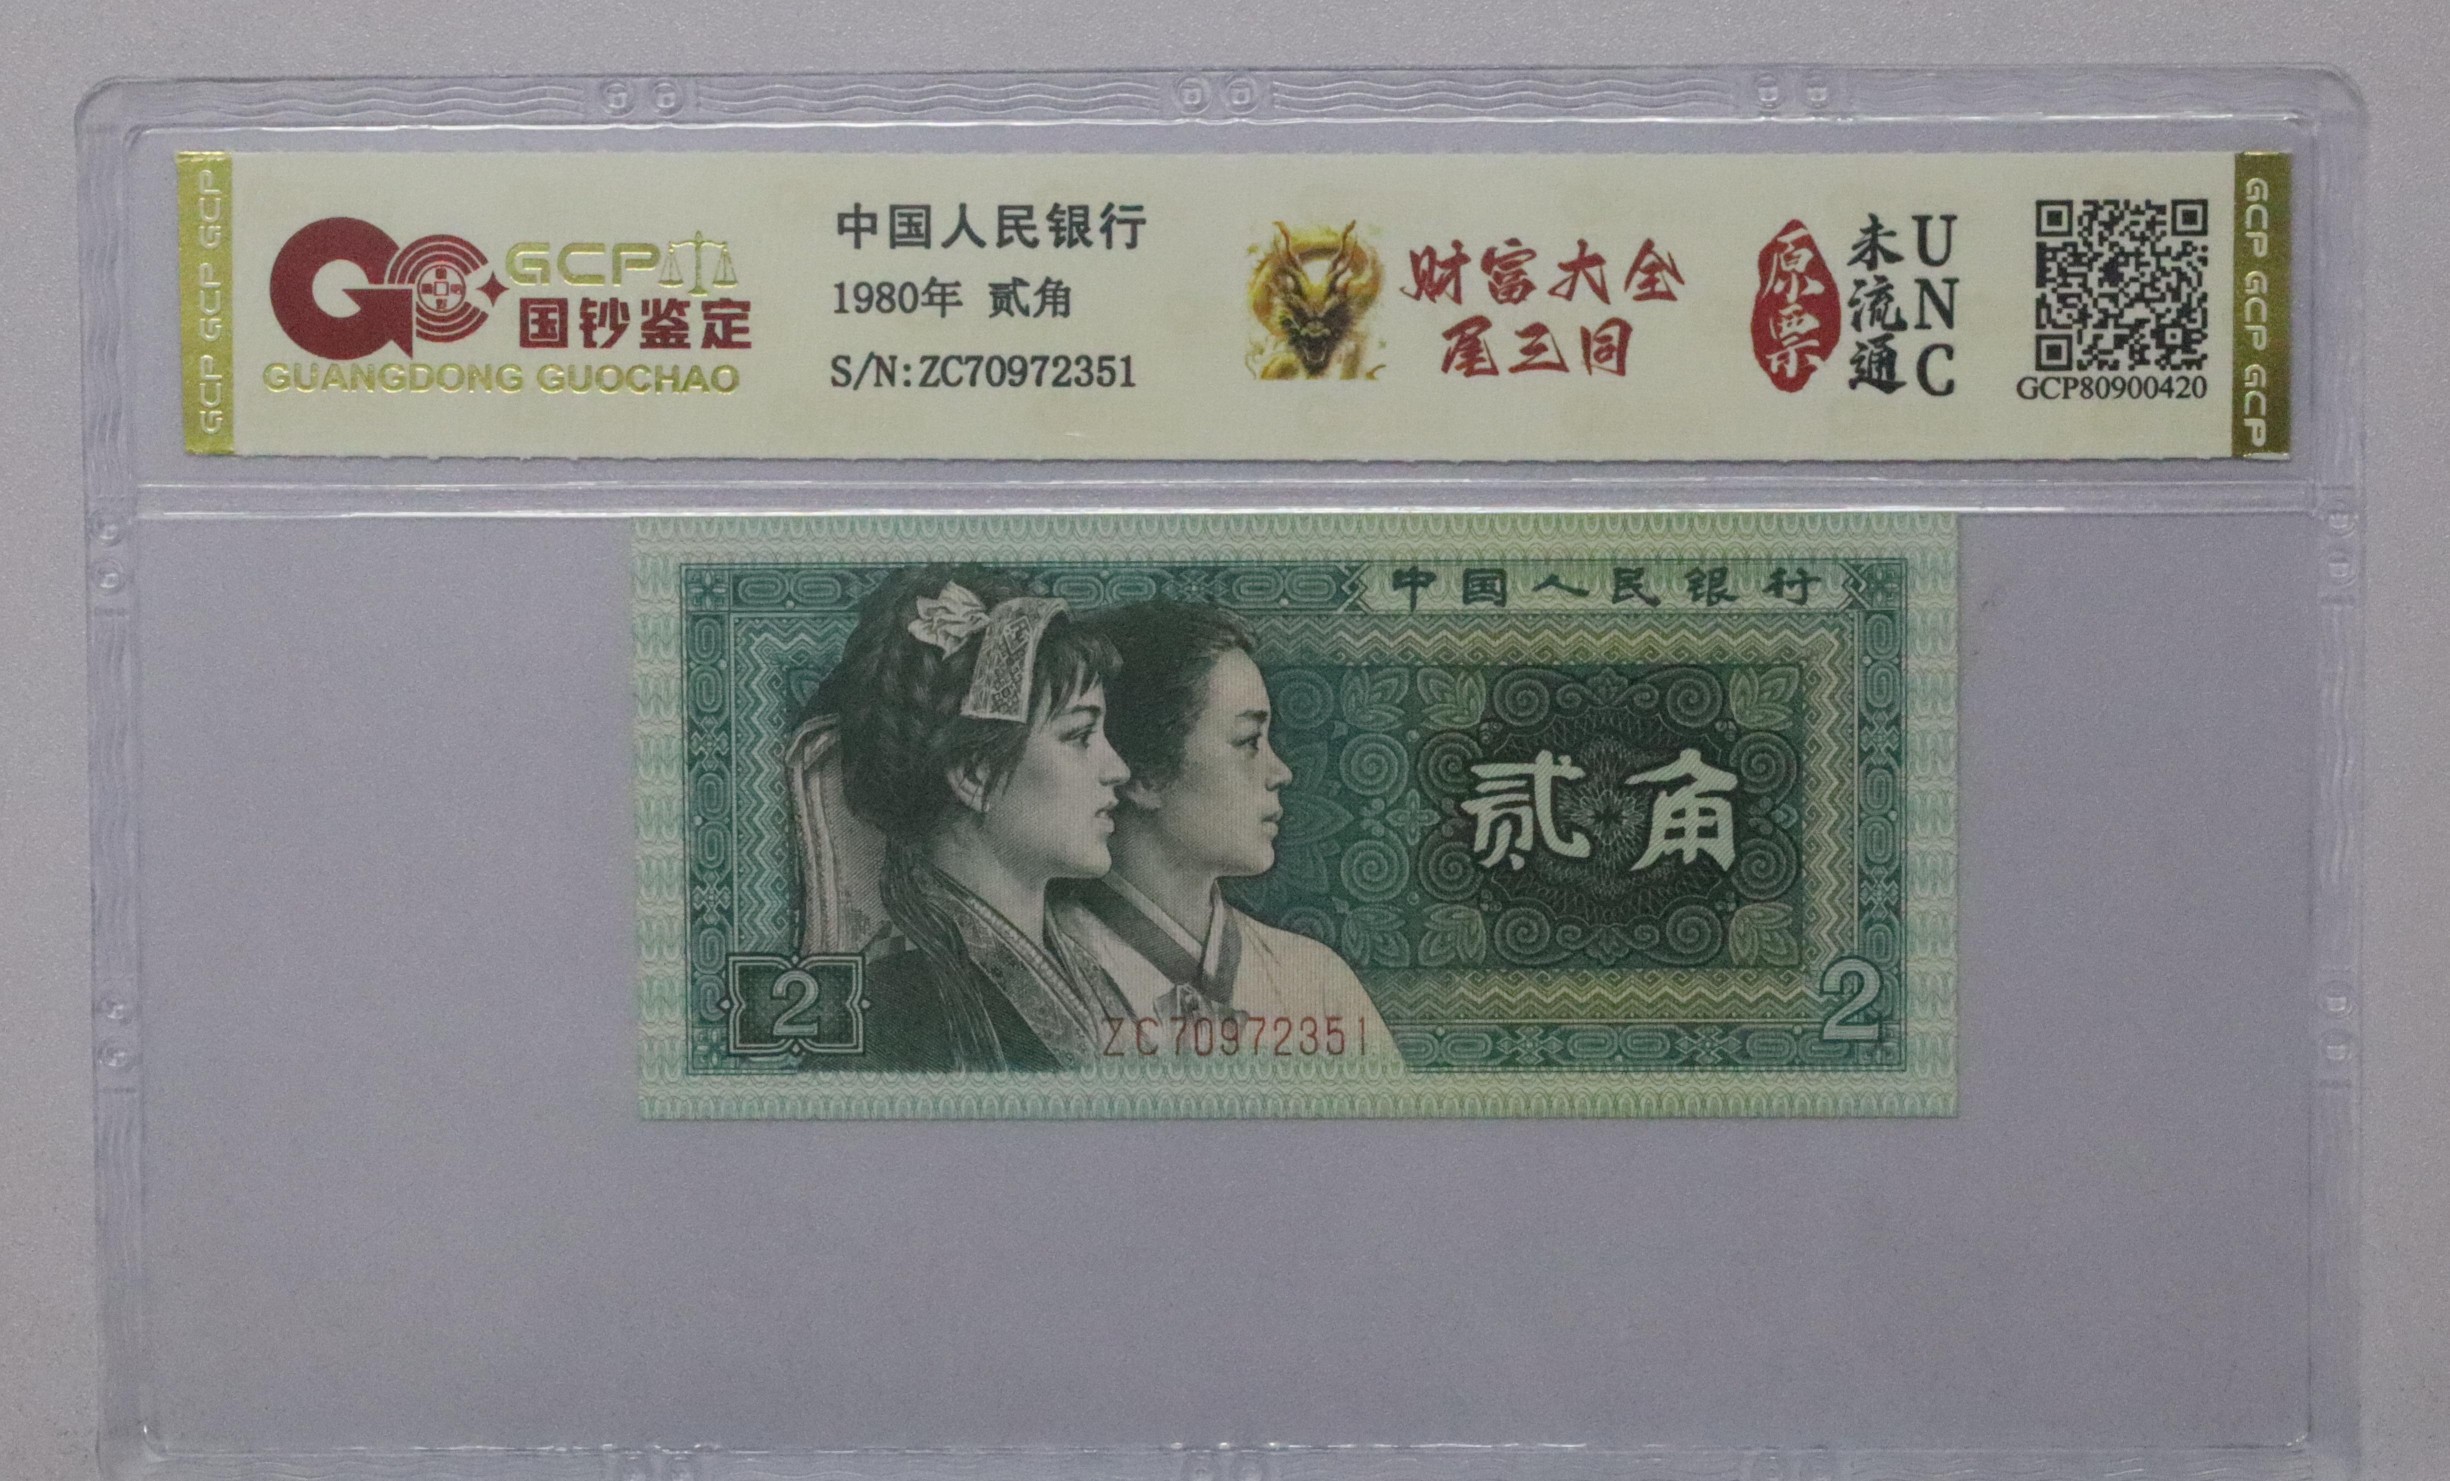 GCP GCP GCP
GCP
国钞鉴定
GUANGDONG GUOCHAO
中国人民银行
1980年 贰角
S/N:ZC70972351
财富大全
尾三同
原票
未流通
UNC
GCP80900420
GCP GCP GCP GCP
中国人民银行
贰角
2
ZC70972351
2